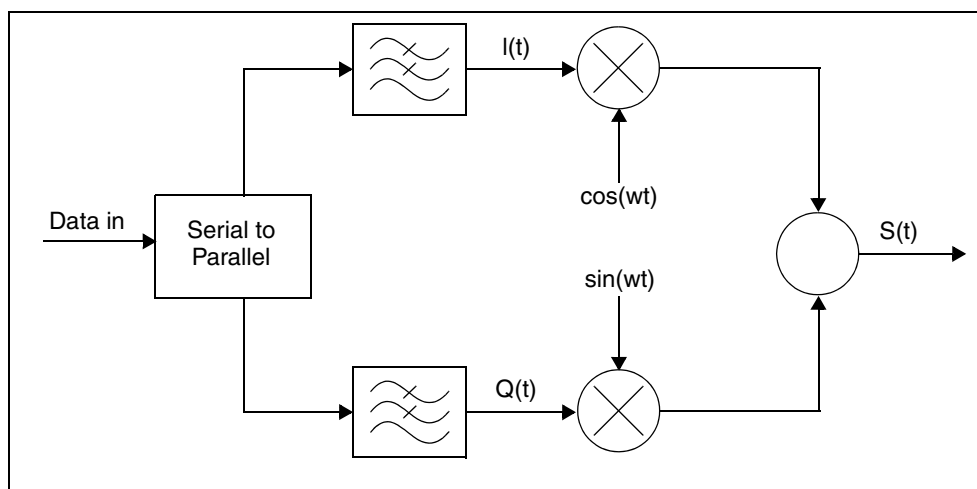 I(t)
cos(wt)
Data in
Serial to
Parallel
S(t)
sin(wt)
Q(t)